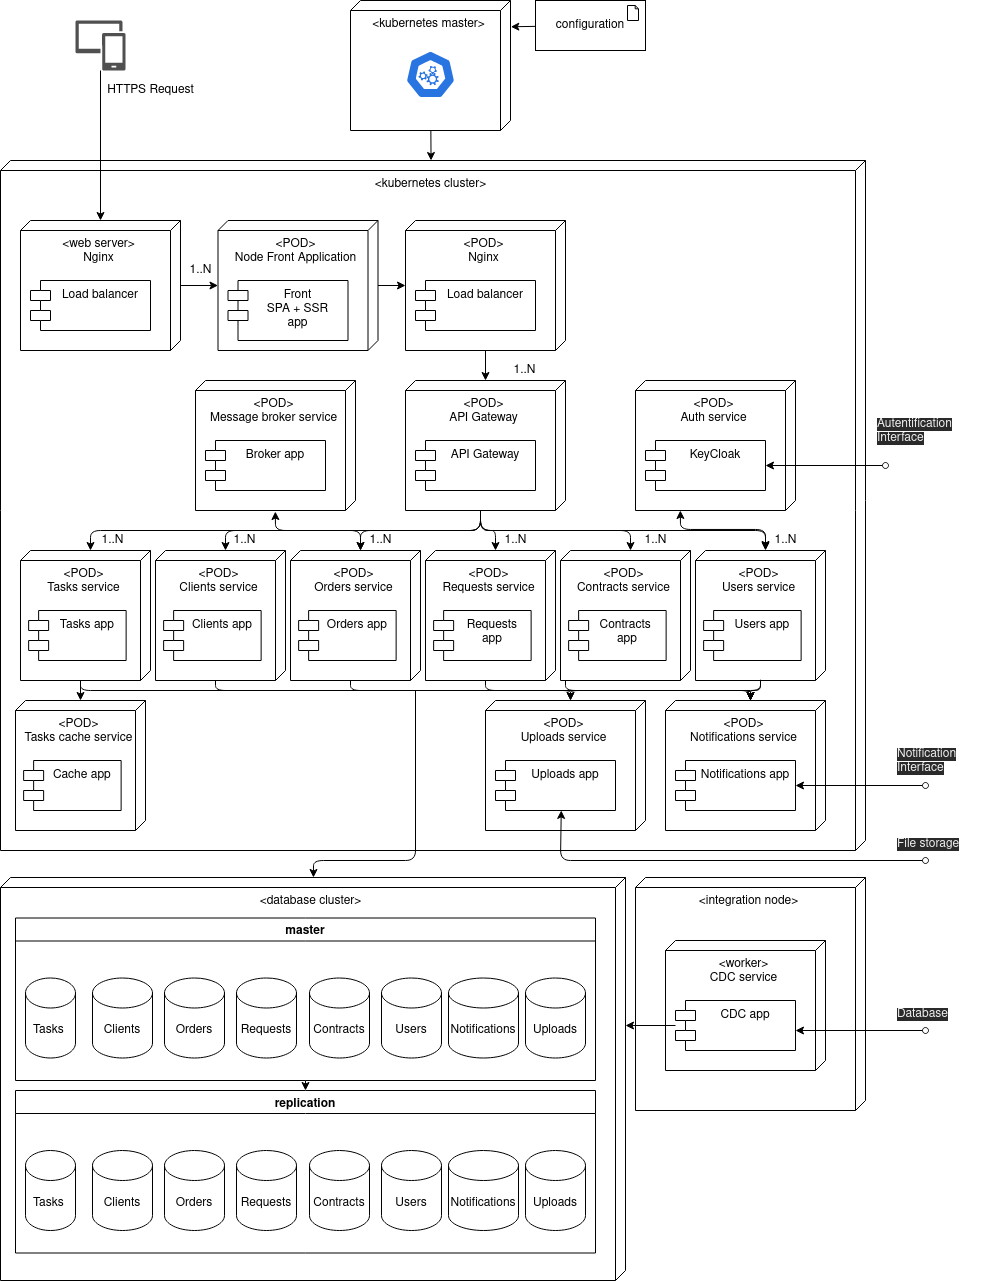 <kubernetes master>
configuration
HTTPS Request
<kubernetes cluster>
<web server>
Nginx
Load balancer
1..N
<POD>
Node Front Application
Front
SPA + SSR
app
<POD>
Nginx
Load balancer
1..N
<POD>
Message broker service
Broker app
<POD>
API Gateway
API Gateway
<POD>
Auth service
KeyCloak
Autentification
Interface
1..N
1..N
1..N
1..N
1..N
1..N
<POD>
Tasks service
Tasks app
<POD>
Clients service
Clients app
<POD>
Orders service
Orders app
<POD>
Requests service
Requests
app
<POD>
Contracts service
Contracts
app
<POD>
Users service
Users app
<POD>
Tasks cache service
Cache app
<POD>
Uploads service
Uploads app
<POD>
Notifications service
Notifications app
Notification
Interface
File storage
<database cluster>
master
Tasks
Clients
Orders
Requests
Contracts
Users
Notifications
Uploads
replication
Tasks
Clients
Orders
Requests
Contracts
Users
Notifications
Uploads
<integration node>
<worker>
CDC service
CDC app
Database